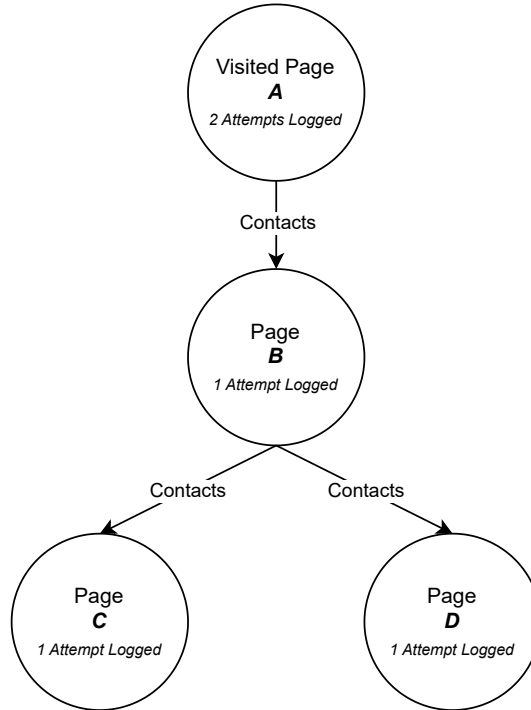 Visited Page
A
2 Attempts Logged
Contacts
Page
B
1 Attempt Logged
Contacts
Contacts
Page
C
1 Attempt Logged
Page
D
1 Attempt Logged